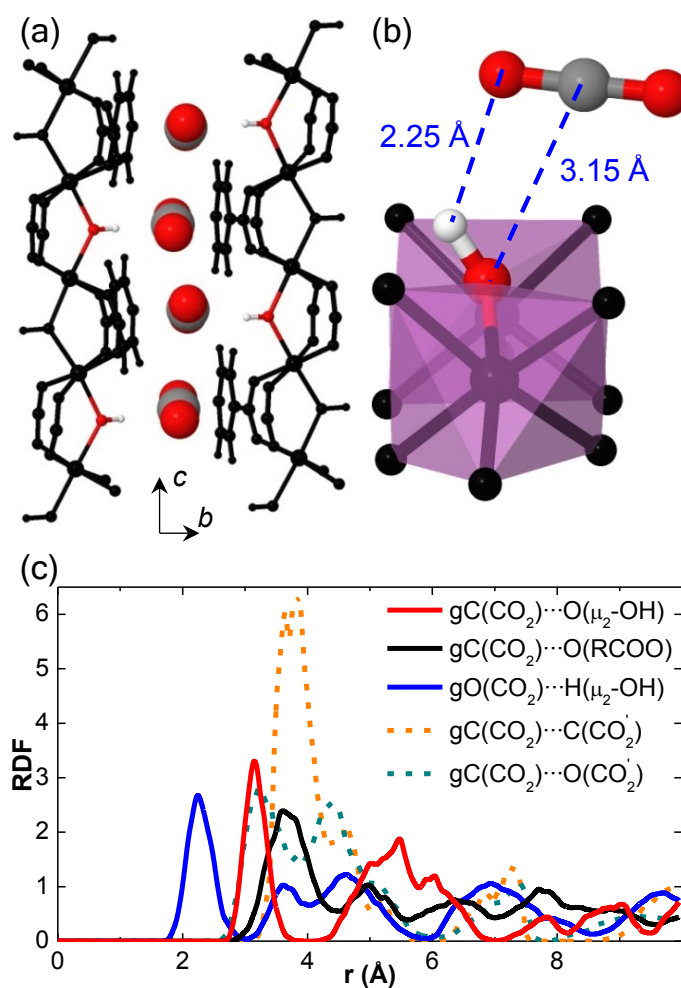 (a)
(b)
2.25 Å
3.15 Å
c
b
(c)
6
5
4
3
2
1
0
RDF
gC(CO₂)···O(μ₂-OH)
gC(CO₂)···O(RCOO)
gO(CO₂)···H(μ₂-OH)
gC(CO₂)···C(CO₂')
gC(CO₂)···O(CO₂')
0 2 4 6 8
r (Å)